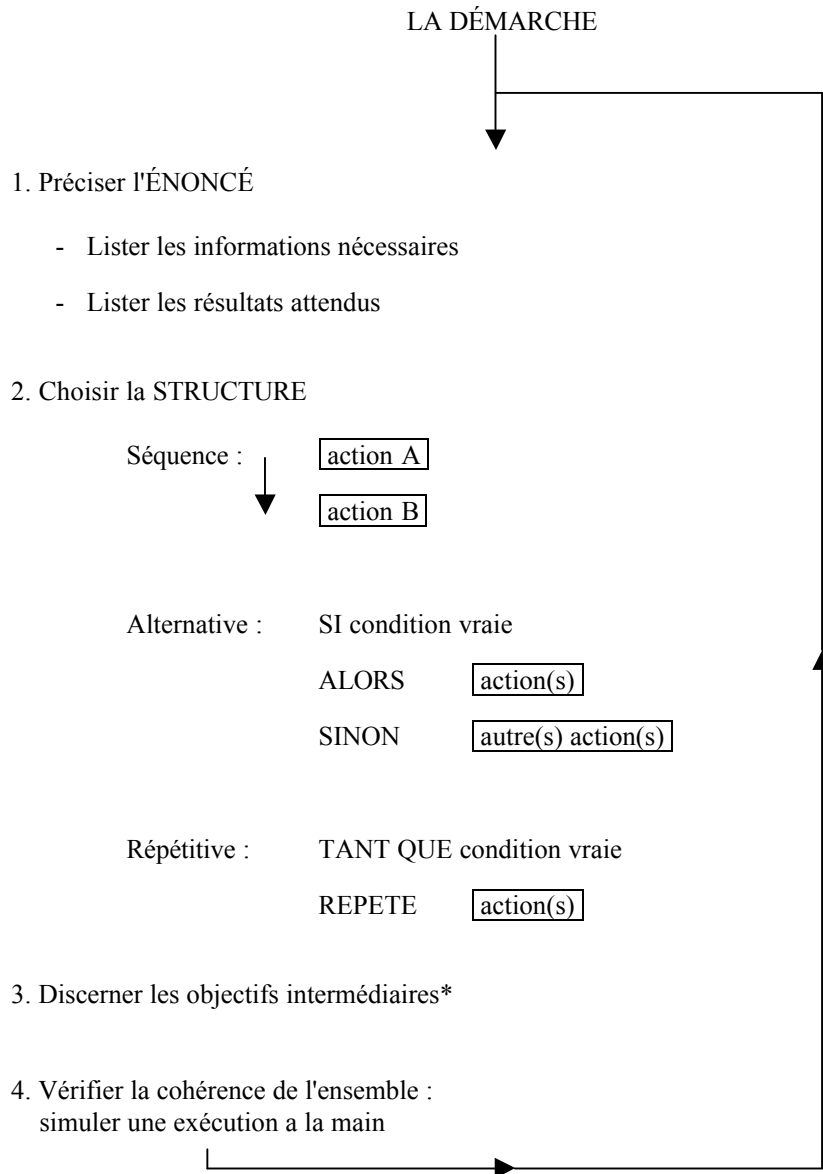 LA DÉMARCHE
1. Préciser l'ÉNONCÉ
- Lister les informations nécessaires
- Lister les résultats attendus
2. Choisir la STRUCTURE
Séquence : action A
action B
Alternative : SI condition vraie
ALORS action(s)
SINON autre(s) action(s)
Répétitive : TANT QUE condition vraie
REPETE action(s)
3. Discerner les objectifs intermédiaires*
4. Vérifier la cohérence de l'ensemble :
simuler une exécution a la main